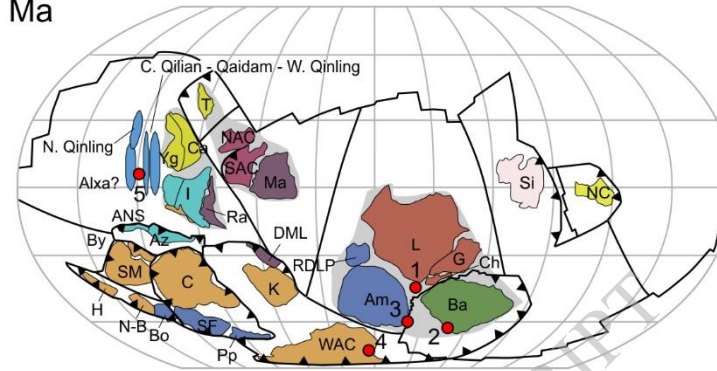 Ma
C. Qilian - Qaidam - W. Qinling
T
N. Qinling
Yg
Ca
NAC
SAC
Ma
Si
NC
Alxa?
5
I
Ra
ANS
Az
DML
By
RDLP
L
G
Ch
SM
C
K
1
H
Am
3
Ba
2
N-B
Bo
SF
Pp
WAC
4